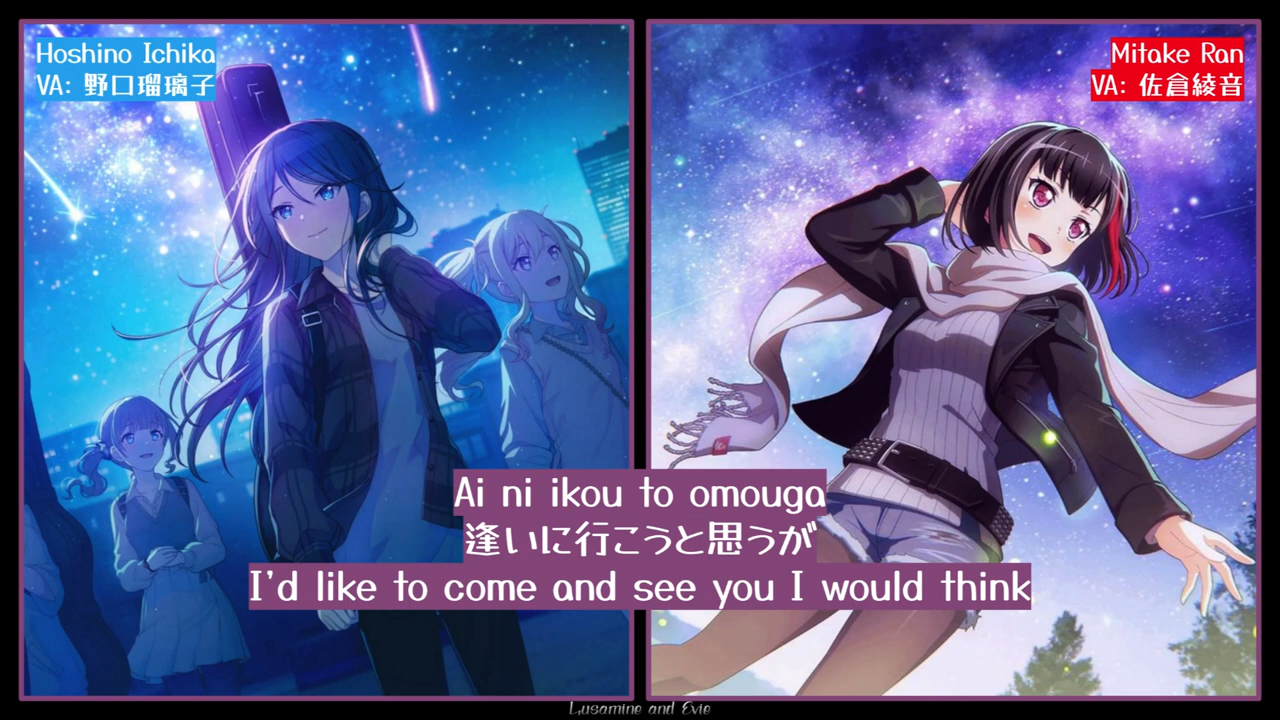 Hoshino Ichika
VA: 野口瑠璃子
Mitake Ran
VA: 佐倉綾音
Ai ni ikou to omouga
逢いに行こうと思うが
I'd like to come and see you I would think
Lusamine and Evie